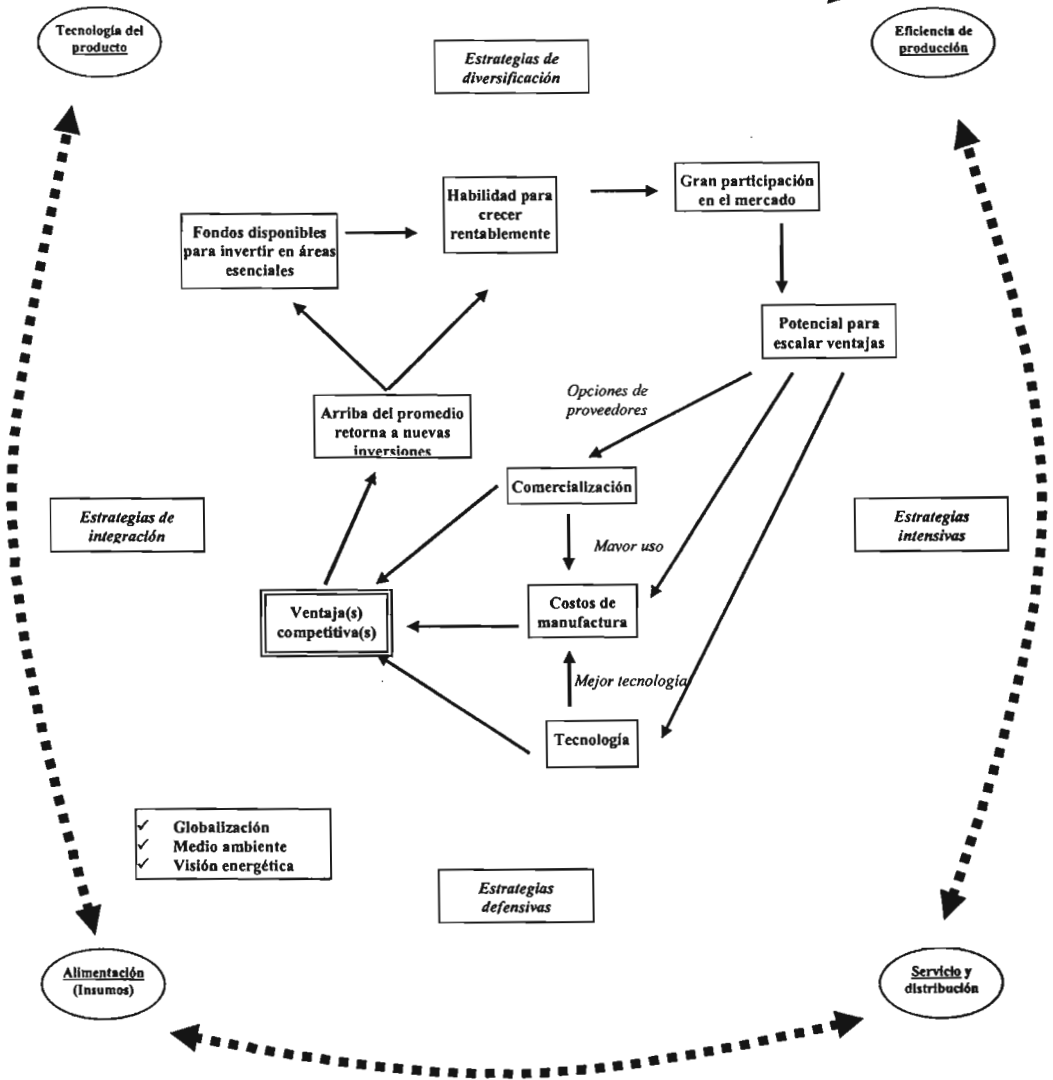 Tecnología del
producto
Eficiencia de
producción
Estrategias de
diversificación
Habilidad para
crecer
rentablemente
Gran participación
en el mercado
Fondos disponibles
para invertir en áreas
esenciales
Potencial para
escalar ventajas
Opciones de
proveedores
Arriba del promedio
retorna a nuevas
inversiones
Comercialización
Estrategias de
integración
Estrategias
intensivas
Mayor uso
Ventaja(s)
competitiva(s)
Costos de
manufactura
Mejor tecnología
Tecnología
✓ Globalización
✓ Medio ambiente
✓ Visión energética
Estrategias
defensivas
Alimentación
(Insumos)
Servicio y
distribución